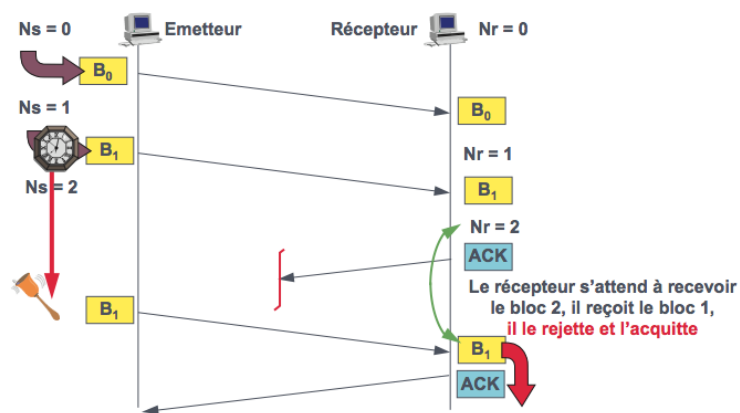 Ns = 0
Emetteur
Récepteur
Nr = 0
B0
B0
Ns = 1
B1
Nr = 1
B1
Ns = 2
Nr = 2
ACK
Le récepteur s’attend à recevoir
le bloc 2, il reçoit le bloc 1,
il le rejette et l’acquitte
B1
B1
ACK